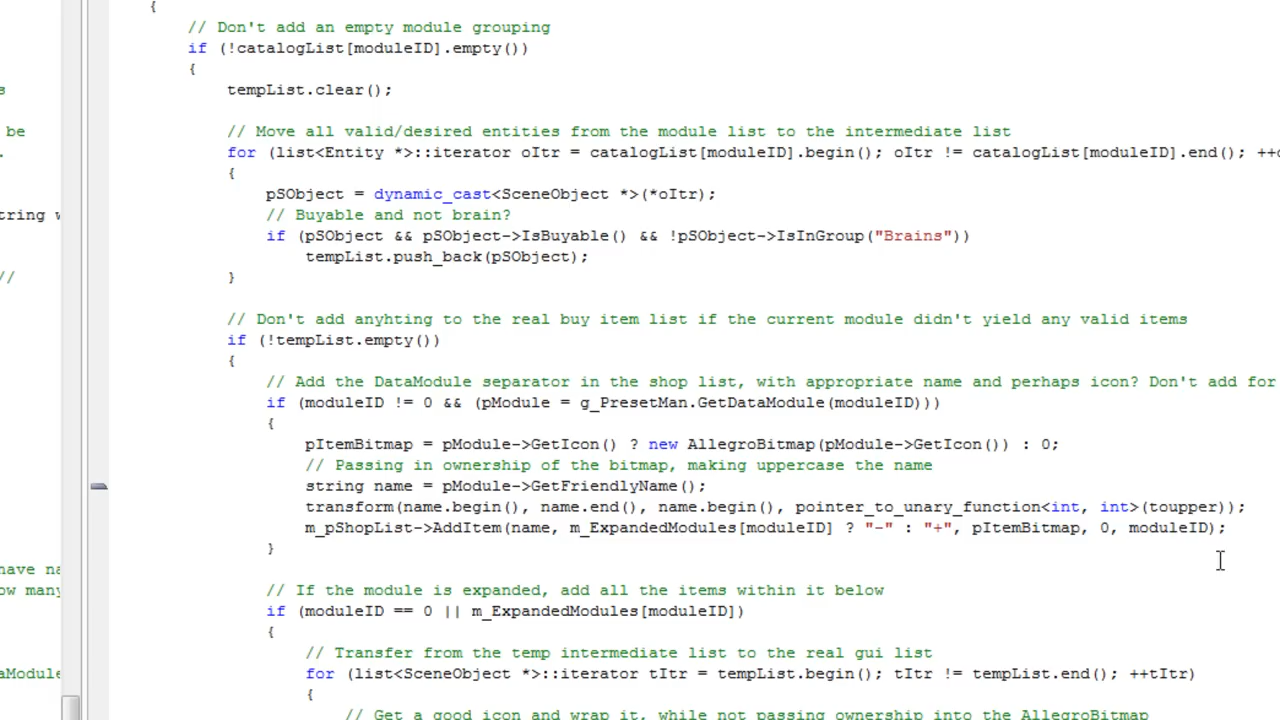 {
// Don't add an empty module grouping
if (!catalogList[moduleID].empty())
{
s
tempList.clear();
be
// Move all valid/desired entities from the module list to the intermediate list
.
for (list<Entity *>::iterator oItr = catalogList[moduleID].begin(); oItr != catalogList[moduleID].end(); ++
{
pSObject = dynamic_cast<SceneObject *>(*oItr);
tring
// Buyable and not brain?
if (pSObject && pSObject->IsBuyable() && !pSObject->IsInGroup("Brains"))
tempList.push_back(pSObject);
//
}
// Don't add anyhting to the real buy item list if the current module didn't yield any valid items
if (!tempList.empty())
{
// Add the DataModule separator in the shop list, with appropriate name and perhaps icon? Don't add for
if (moduleID != 0 && (pModule = g_PresetMan.GetDataModule(moduleID)))
{
pItemBitmap = pModule->GetIcon() ? new AllegroBitmap(pModule->GetIcon()) : 0;
// Passing in ownership of the bitmap, making uppercase the name
string name = pModule->GetFriendlyName();
transform(name.begin(), name.end(), name.begin(), pointer_to_unary_function<int, int>(toupper));
m_pShopList->AddItem(name, m_ExpandedModules[moduleID] ? "-" : "+", pItemBitmap, 0, moduleID);
}
have na
ow many
// If the module is expanded, add all the items within it below
if (moduleID == 0 || m_ExpandedModules[moduleID])
{
// Transfer from the temp intermediate list to the real gui list
aModule
for (list<SceneObject *>::iterator tItr = tempList.begin(); tItr != tempList.end(); ++tItr)
{
// Get a good icon and wrap it, while not passing ownership into the AllegroBitmap